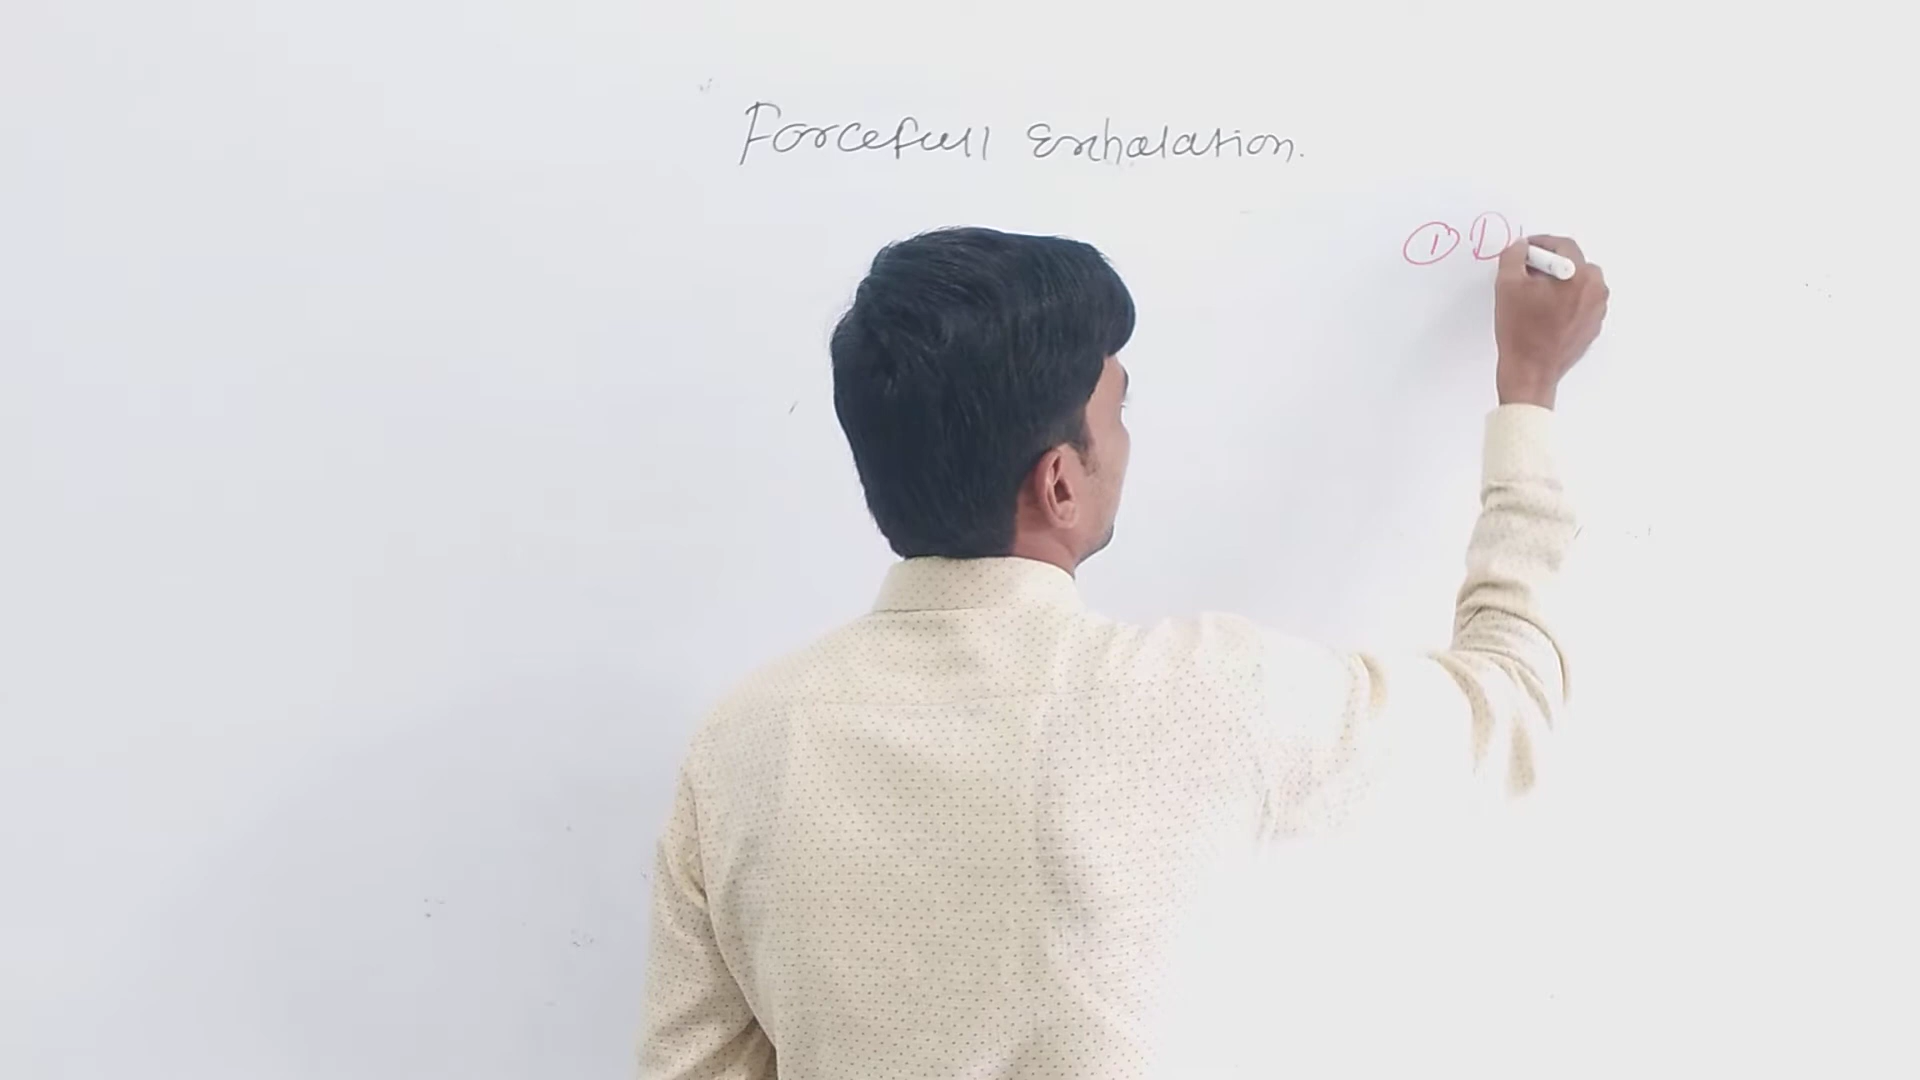 Forcefull Exhalation.
① D